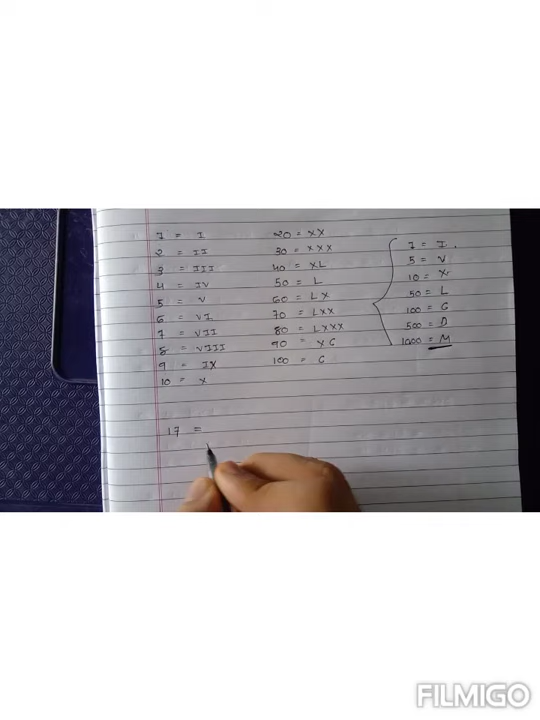 1 = I
2 = II
3 = III
4 = IV
5 = V
6 = VI
7 = VII
8 = VIII
9 = IX
10 = X
20 = XX
30 = XXX
40 = XL
50 = L
60 = LX
70 = LXX
80 = LXXX
90 = XC
100 = C
1 = I.
5 = V
10 = X
50 = L
100 = C
500 = D
1000 = M
17 =
FILMIGO